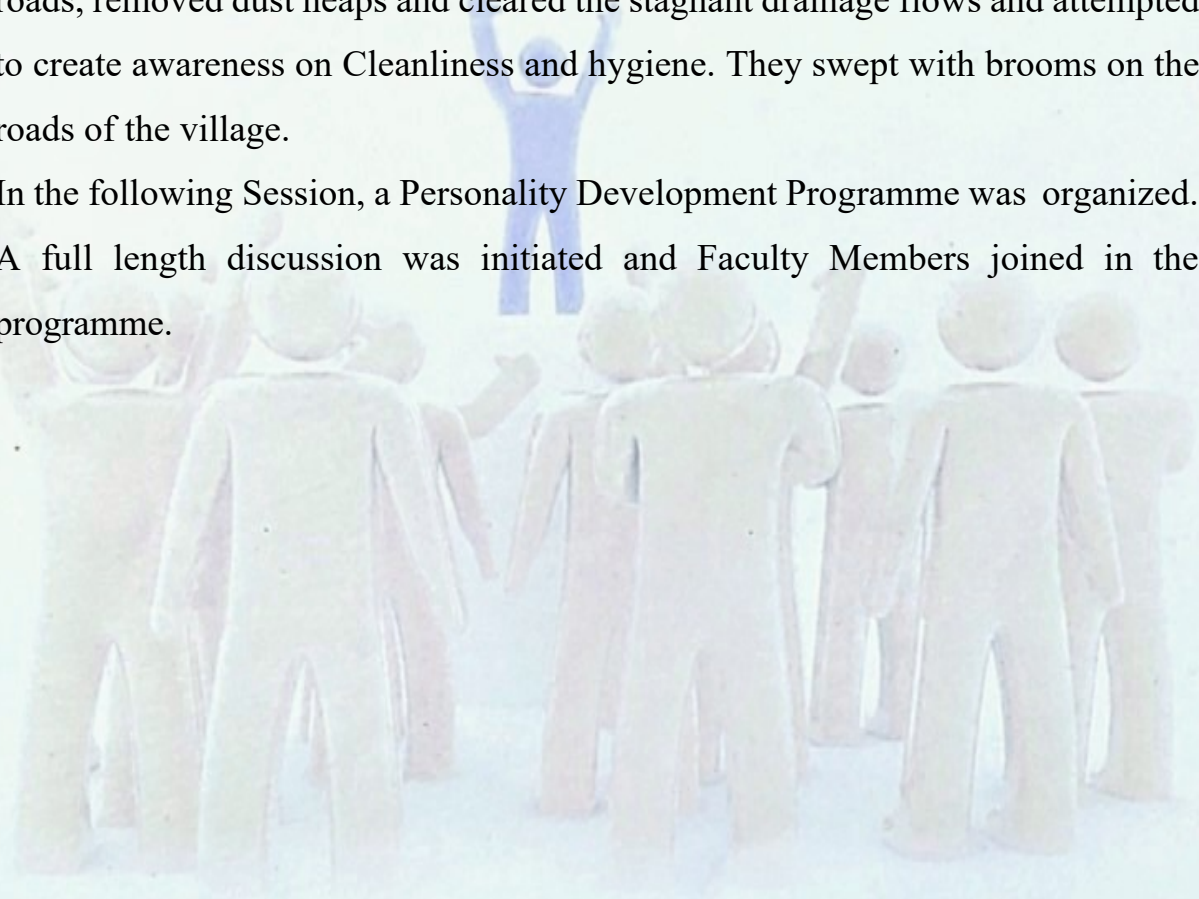 roads, removed dust heaps and cleared the stagnant drainage flows and attempted
to create awareness on Cleanliness and hygiene. They swept with brooms on the
roads of the village.
In the following Session, a Personality Development Programme was organized.
A full length discussion was initiated and Faculty Members joined in the
programme.